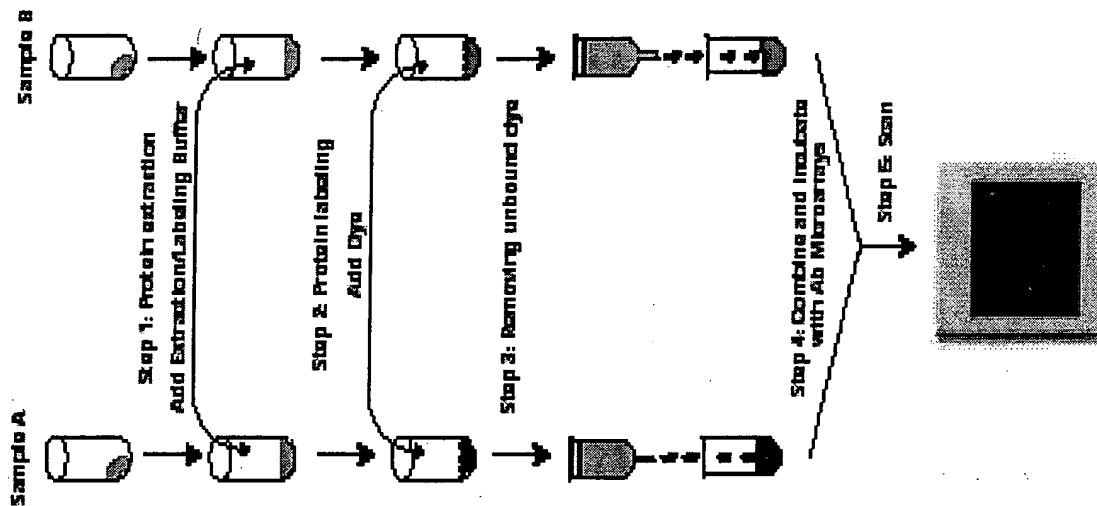 Sample A
Sample B
Step 1: Protein extraction
Add Extraction/Labeling Buffer
Step 2: Protein labeling
Add Dye
Step 3: Removing unbound dye
Step 4: Combine and Incubate
with Ab Microarrays
Step 5: Scan